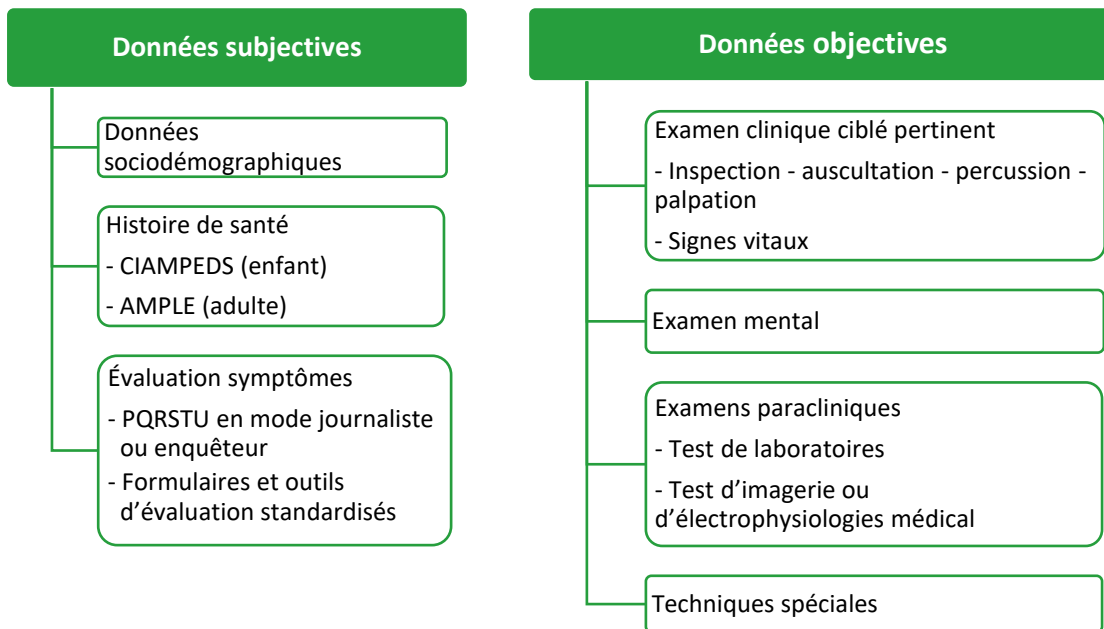 Données subjectives
Données
sociodémographiques
Histoire de santé
- CIAMPEDS (enfant)
- AMPLE (adulte)
Évaluation symptômes
- PQRSTU en mode journaliste
ou enquêteur
- Formulaires et outils
d’évaluation standardisés
Données objectives
Examen clinique ciblé pertinent
- Inspection - auscultation - percussion -
palpation
- Signes vitaux
Examen mental
Examens paracliniques
- Test de laboratoires
- Test d’imagerie ou
d’électrophysiologies médical
Techniques spéciales